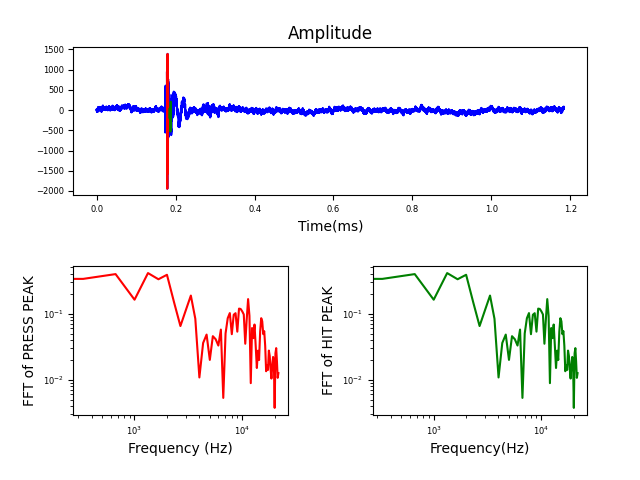 Amplitude
1500
1000
500
0
−500
−1000
−1500
−2000
0.0 0.2 0.4 0.6 0.8 1.0 1.2
Time(ms)
FFT of PRESS PEAK
10⁻¹
10⁻²
10³ 10⁴
Frequency (Hz)
FFT of HIT PEAK
10⁻¹
10⁻²
10³ 10⁴
Frequency(Hz)